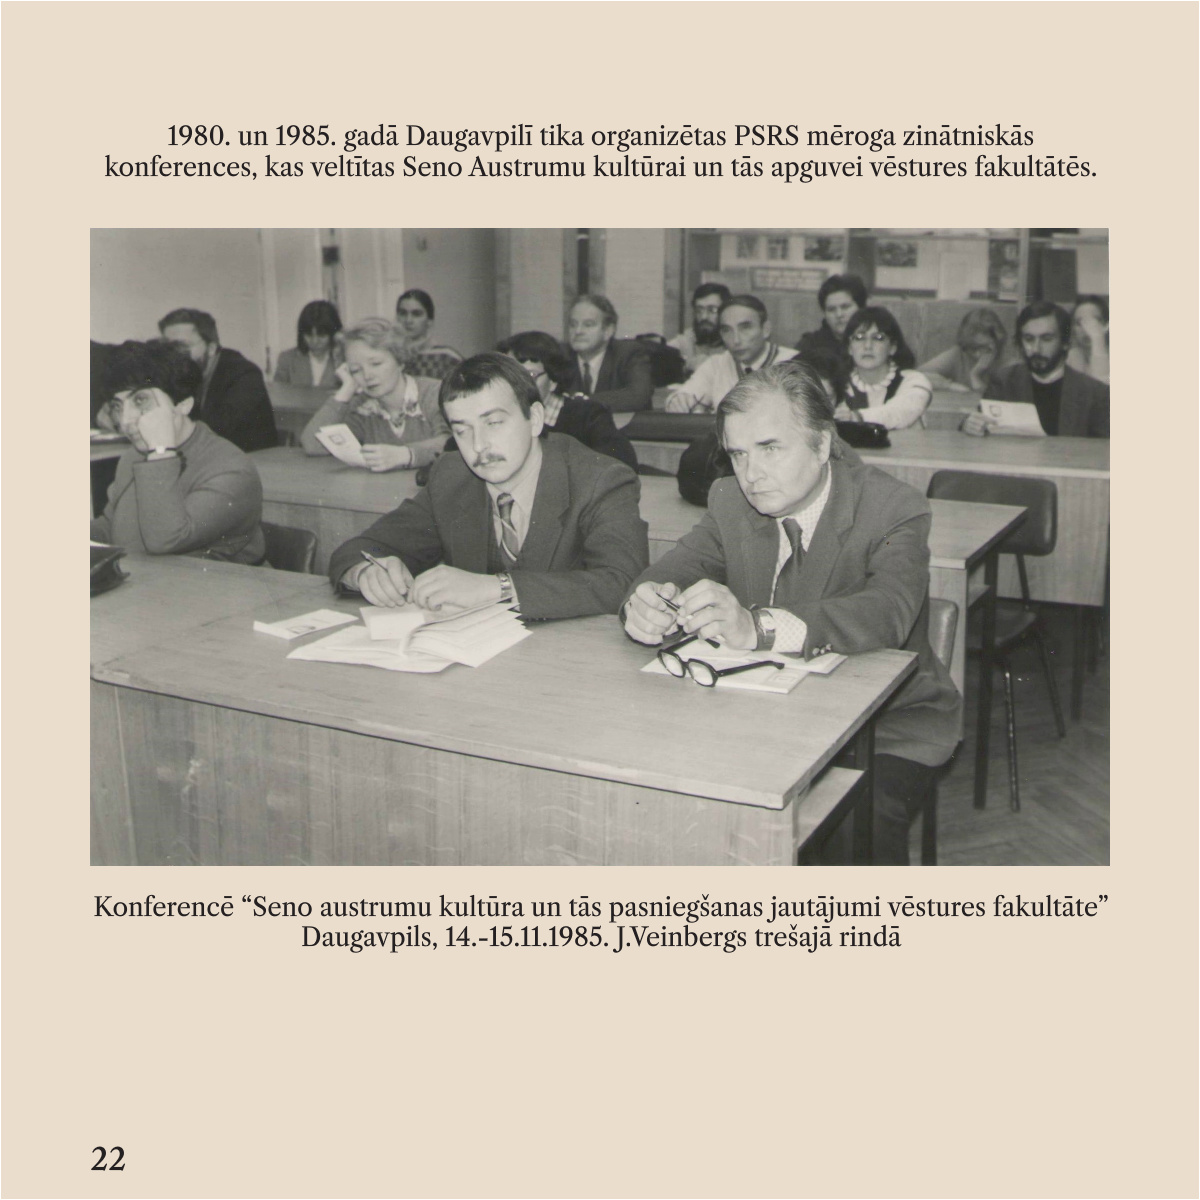 1980. un 1985. gadā Daugavpilī tika organizētas PSRS mēroga zinātniskās
konferences, kas veltītas Seno Austrumu kultūrai un tās apguvei vēstures fakultātēs.
Konferencē “Seno austrumu kultūra un tās pasniegšanas jautājumi vēstures fakultāte”
Daugavpils, 14.-15.11.1985. J.Veinbergs trešajā rindā
22